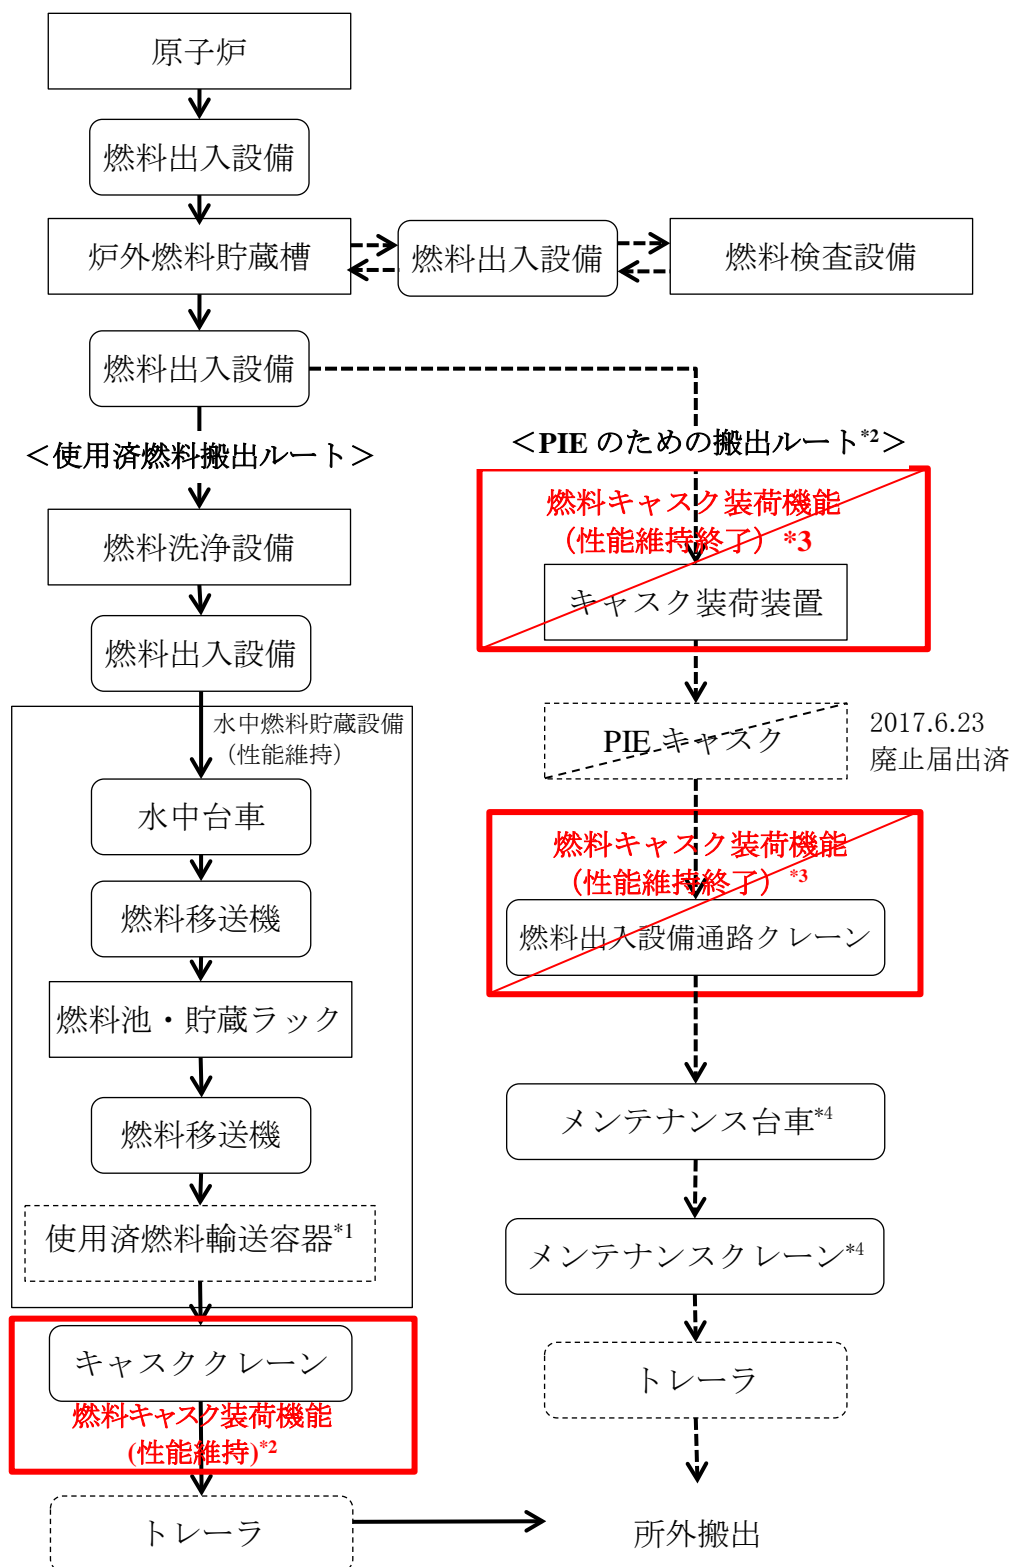 原子炉
燃料出入設備
炉外燃料貯蔵槽
燃料出入設備
燃料検査設備
燃料出入設備
＜使用済燃料搬出ルート＞
燃料洗浄設備
燃料出入設備
水中燃料貯蔵設備
（性能維持）
水中台車
燃料移送機
燃料池・貯蔵ラック
燃料移送機
使用済燃料輸送容器*1
キャスククレーン
燃料キャスク装荷機能
(性能維持)*2
トレーラ
＜PIE のための搬出ルート*2＞
燃料キャスク装荷機能
（性能維持終了）*3
キャスク装荷装置
PIE キャスク
2017.6.23
廃止届出済
燃料キャスク装荷機能
（性能維持終了）*3
燃料出入設備通路クレーン
メンテナンス台車*4
メンテナンスクレーン*4
トレーラ
所外搬出